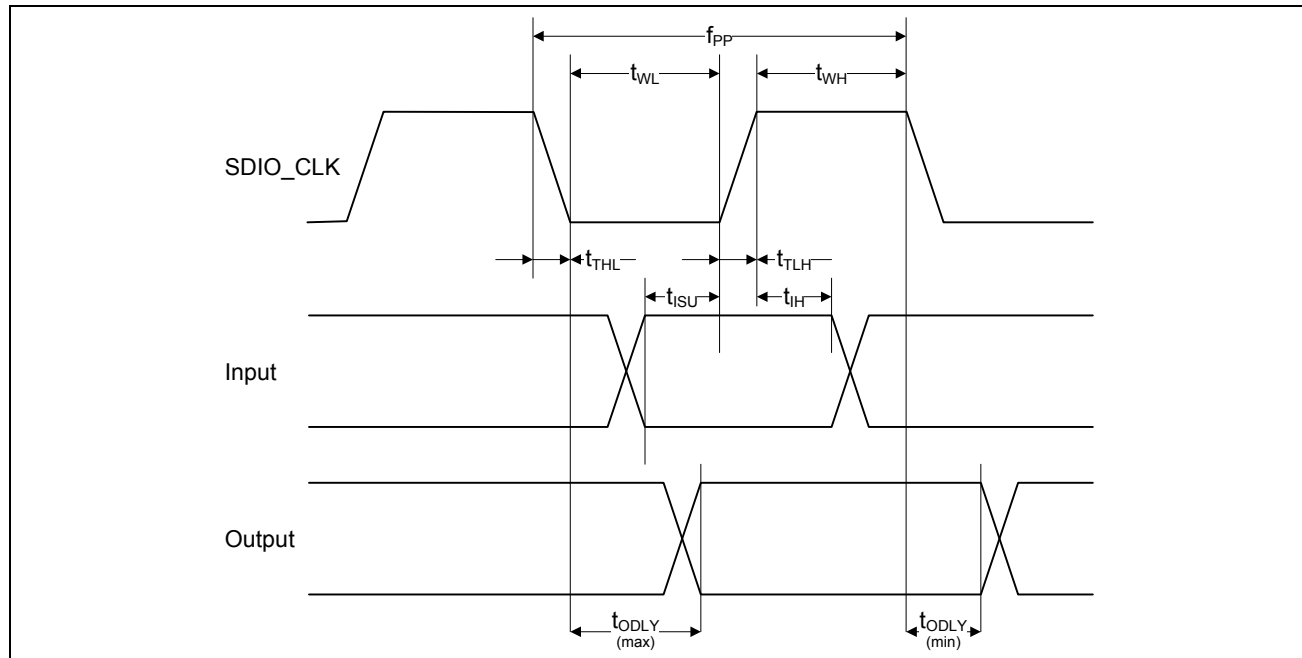 fPP
tWL
tWH
SDIO_CLK
tTHL
tTLH
tISU
tIH
Input
Output
tODLY
(max)
tODLY
(min)